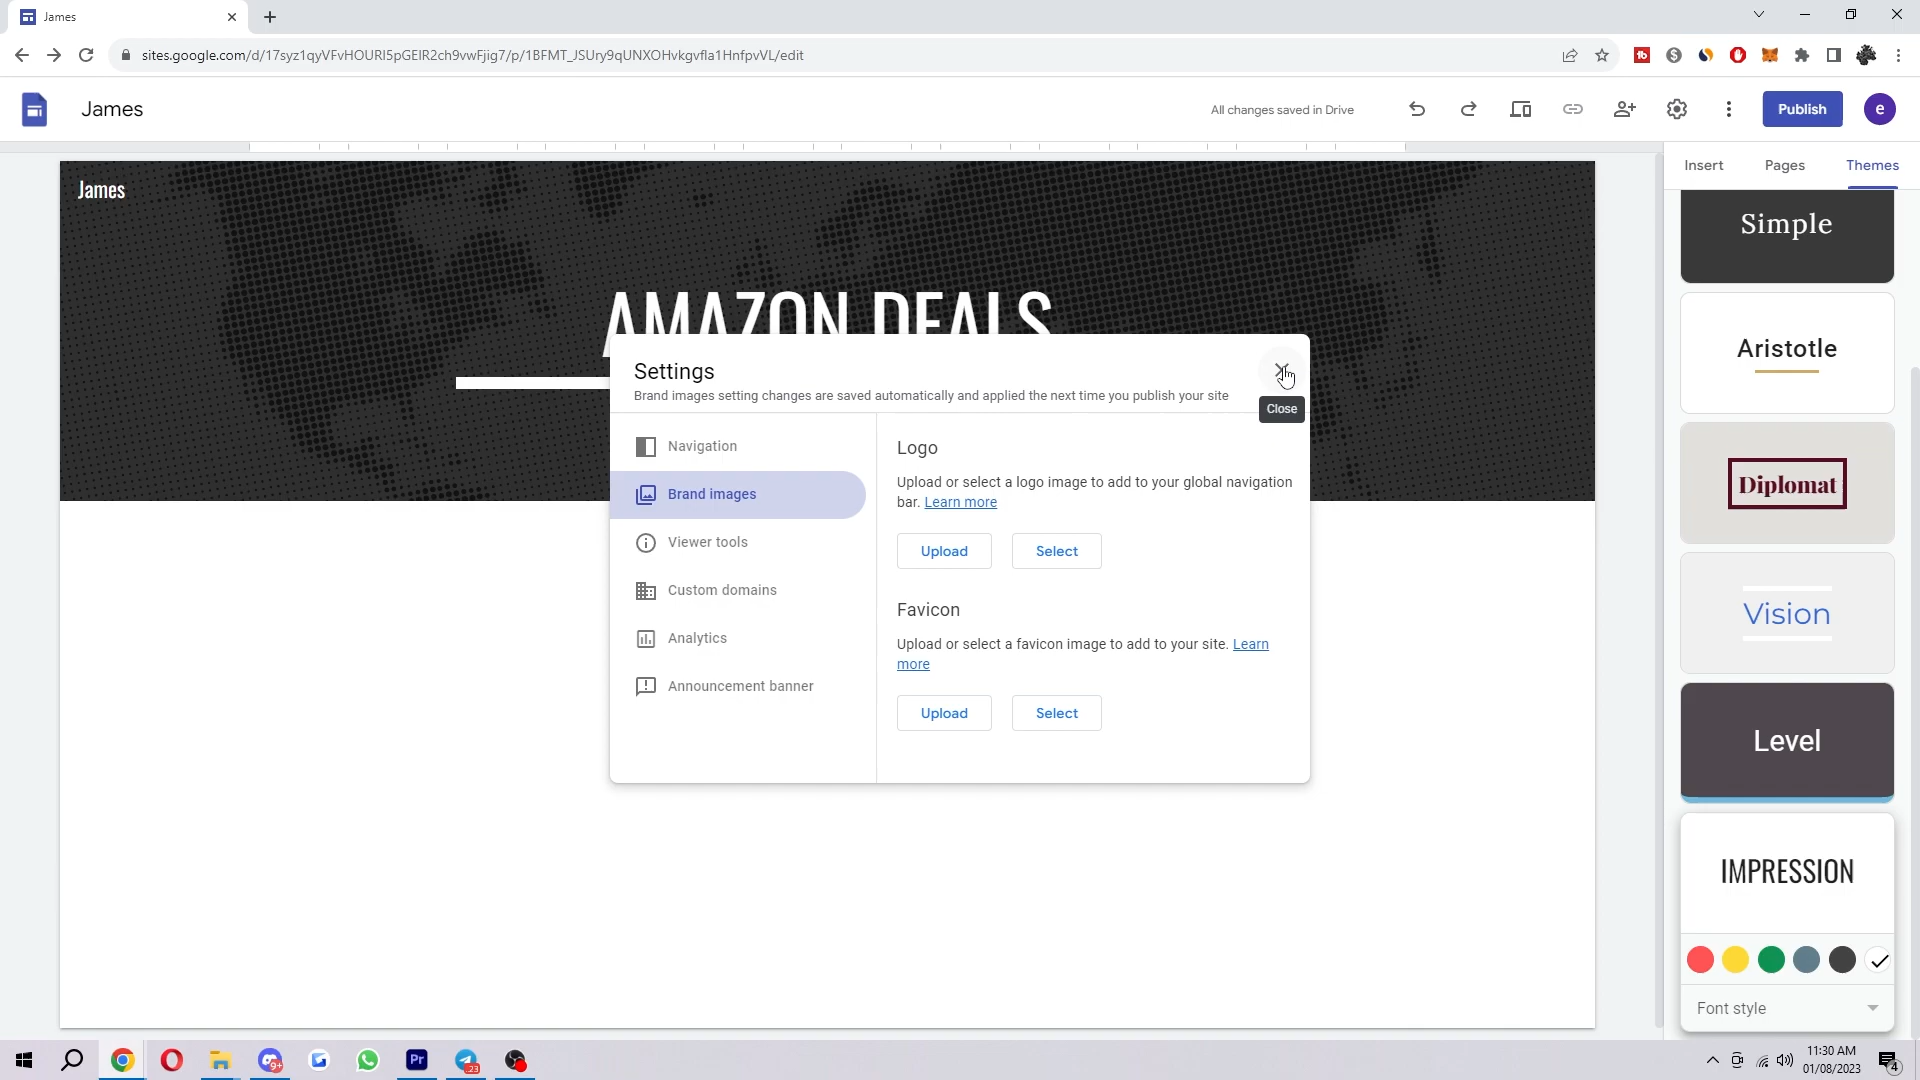 James
sites.google.com/d/17syz1qyVFvHOURI5pGEIR2ch9vwFjig7/p/1BFMT_JSUry9qUNXOHvkgvfla1HnfpvVL/edit
James
All changes saved in Drive
Publish
e
Insert
Pages
Themes
James
AMAZON DEALS
Settings
Brand images setting changes are saved automatically and applied the next time you publish your site
Close
Navigation
Brand images
Viewer tools
Custom domains
Analytics
Announcement banner
Logo
Upload or select a logo image to add to your global navigation
bar. Learn more
Upload
Select
Favicon
Upload or select a favicon image to add to your site. Learn
more
Upload
Select
Simple
Aristotle
Diplomat
Vision
Level
IMPRESSION
Font style
9+
Pr
23
11:30 AM
01/08/2023
4